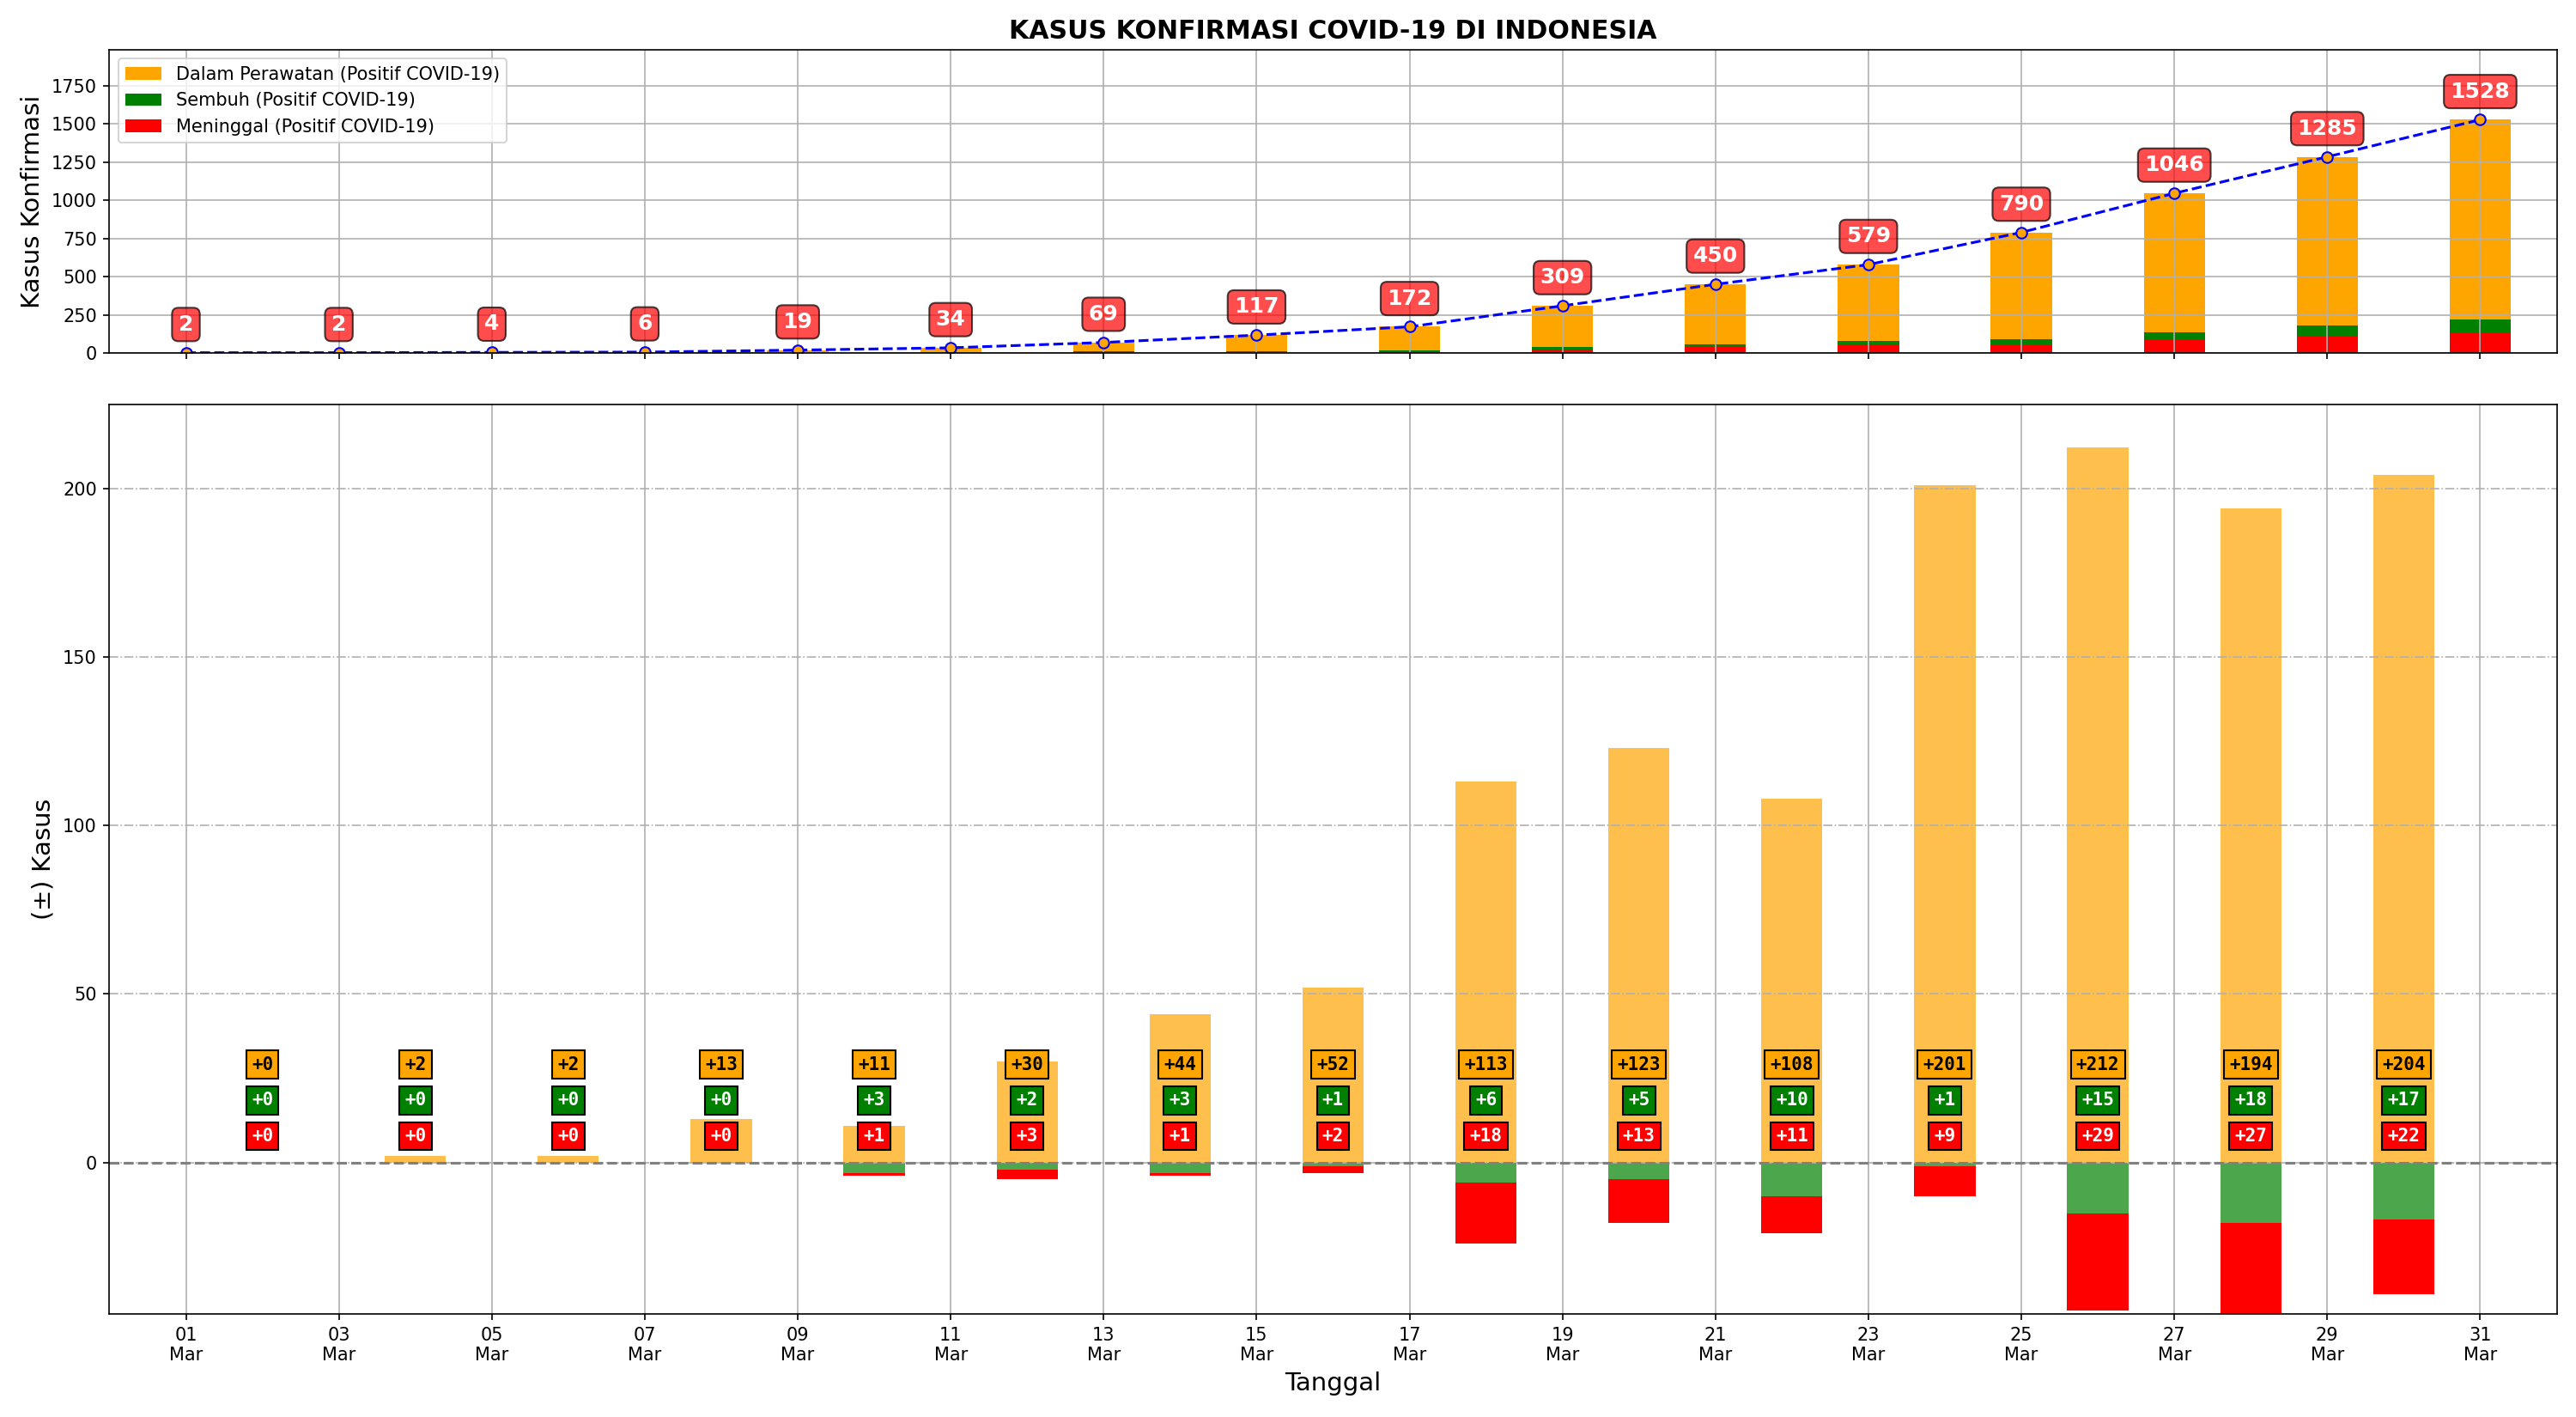 KASUS KONFIRMASI COVID-19 DI INDONESIA
Kasus Konfirmasi
1750
1500
1250
1000
750
500
250
0
Dalam Perawatan (Positif COVID-19)
Sembuh (Positif COVID-19)
Meninggal (Positif COVID-19)
2
2
4
6
19
34
69
117
172
309
450
579
790
1046
1285
1528
(±) Kasus
200
150
100
50
0
+0 +2 +2 +13 +11 +30 +44 +52 +113 +123 +108 +201 +212 +194 +204
+0 +0 +0 +0 +3 +2 +3 +1 +6 +5 +10 +1 +15 +18 +17
+0 +0 +0 +0 +1 +3 +1 +2 +18 +13 +11 +9 +29 +27 +22
01 03 05 07 09 11 13 15 17 19 21 23 25 27 29 31
Mar Mar Mar Mar Mar Mar Mar Mar Mar Mar Mar Mar Mar Mar Mar Mar
Tanggal